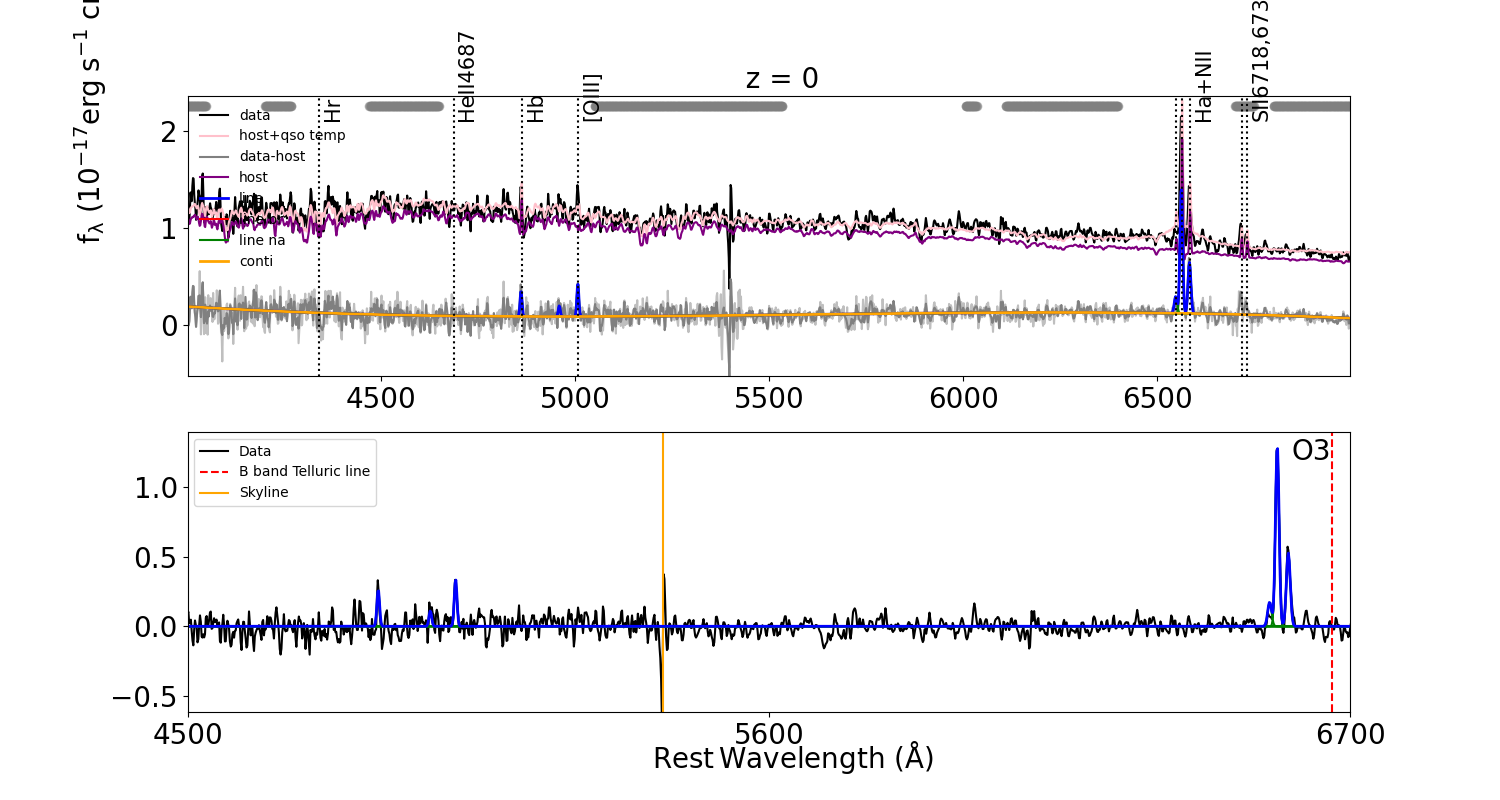 z = 0
f_λ (10^−17 erg s^−1
Hr
HeII4687
Hb
[OIII]
Ha+NII
SII6718,673
data
host+qso temp
data-host
host
line
line na
conti
2
1
0
4500
5000
5500
6000
6500
Data
B band Telluric line
Skyline
O3
1.0
0.5
0.0
−0.5
4500
5600
6700
Rest Wavelength (Å)